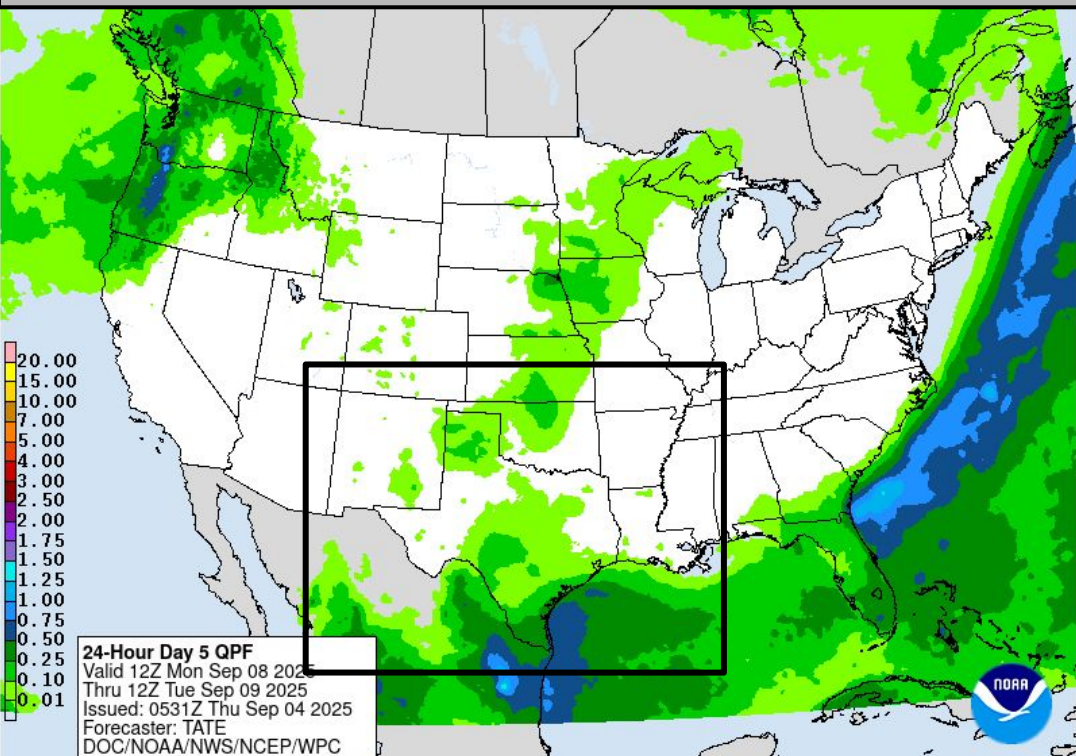 20.00
15.00
10.00
7.00
5.00
4.00
3.00
2.50
2.00
1.75
1.50
1.25
1.00
0.75
0.50
0.25
0.10
0.01
24-Hour Day 5 QPF
Valid 12Z Mon Sep 08 2025
Thru 12Z Tue Sep 09 2025
Issued: 0531Z Thu Sep 04 2025
Forecaster: TATE
DOC/NOAA/NWS/NCEP/WPC
NOAA